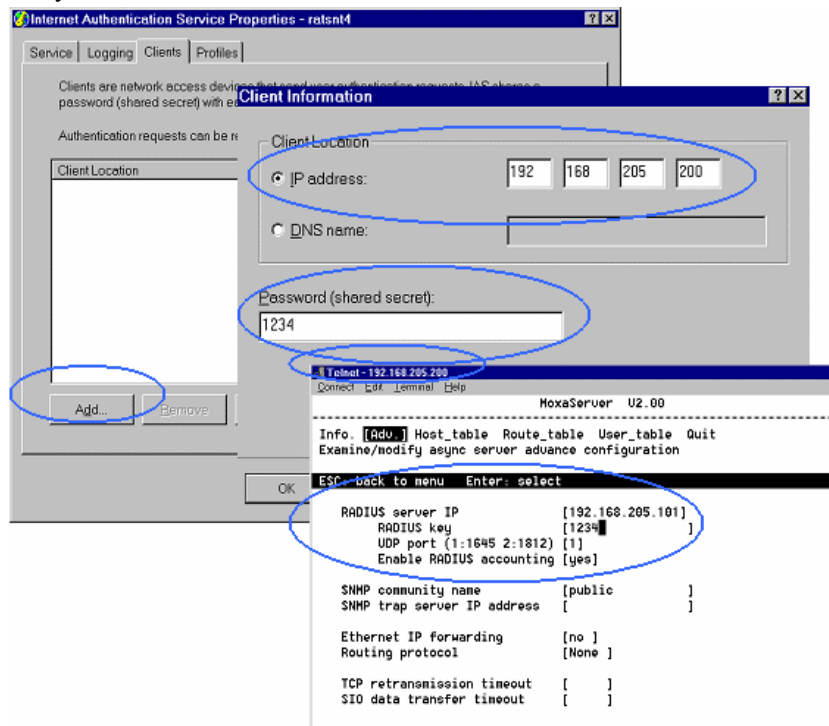 Internet Authentication Service Properties - ratsnt4
Service Logging Clients Profiles
Clients are network access devices that send user authentication requests. IAS shares a
password (shared secret) with e
Authentication requests can be re
Client Location
Add... Remove
Client Information
Client Location
IP address: 192 168 205 200
DNS name:
Password (shared secret):
1234
OK
Telnet - 192.168.205.200
Connect Edit Terminal Help
MoxaServer V2.00
Info. [Adv.] Host_table Route_table User_table Quit
Examine/modify async server advance configuration
ESC: back to menu Enter: select
RADIUS server IP [192.168.205.101]
RADIUS key [1234 ]
UDP port (1:1645 2:1812) [1]
Enable RADIUS accounting [yes]
SNMP community name [public ]
SNMP trap server IP address [ ]
Ethernet IP forwarding [no ]
Routing protocol [None ]
TCP retransmission timeout [ ]
SIO data transfer timeout [ ]